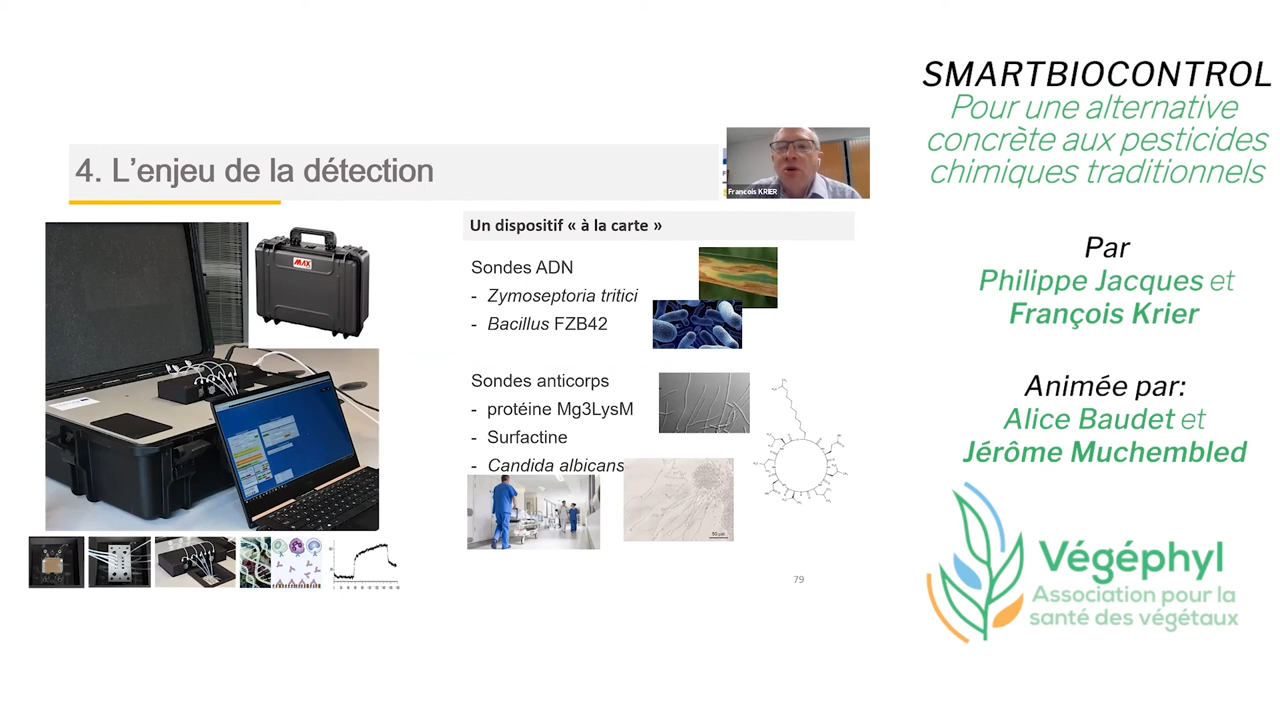 4. L’enjeu de la détection
François KRIER
Un dispositif « à la carte »
Sondes ADN
- Zymoseptoria tritici
- Bacillus FZB42
Sondes anticorps
- protéine Mg3LysM
- Surfactine
- Candida albicans
MAX
79
SMARTBIOCONTROL
Pour une alternative
concrète aux pesticides
chimiques traditionnels
Par
Philippe Jacques et
François Krier
Animée par:
Alice Baudet et
Jérôme Muchembled
Végéphyl
Association pour la
santé des végétaux